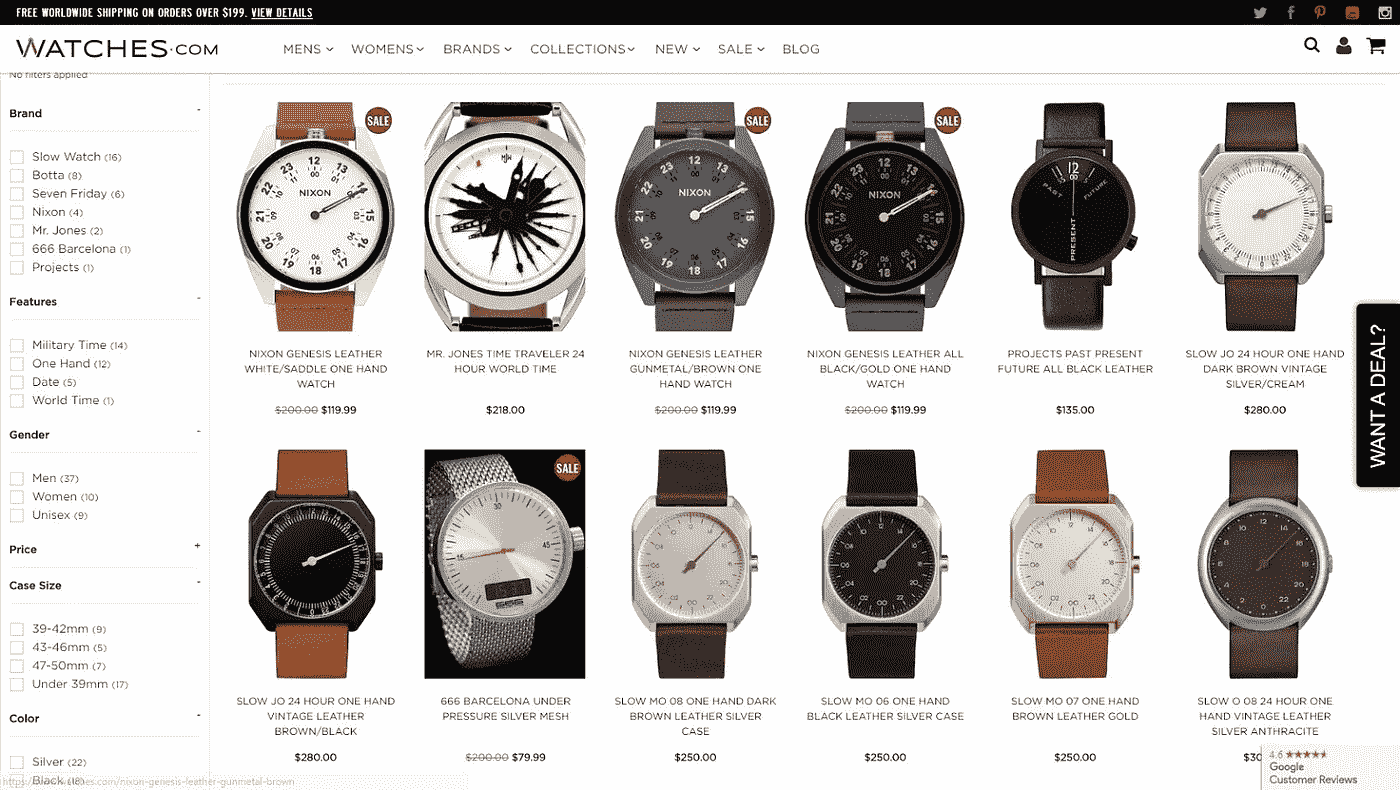 FREE WORLDWIDE SHIPPING ON ORDERS OVER $199. VIEW DETAILS
WATCHES.COM
MENS WOMENS BRANDS COLLECTIONS NEW SALE BLOG
No filters applied
Brand
Slow Watch (16)
Botta (8)
Seven Friday (6)
Nixon (4)
Mr. Jones (2)
666 Barcelona (1)
Projects (1)
Features
Military Time (14)
One Hand (12)
Date (5)
World Time (1)
Gender
Men (37)
Women (10)
Unisex (9)
Price
Case Size
39-42mm (9)
43-46mm (5)
47-50mm (7)
Under 39mm (17)
Color
Silver (22)
Black (18)
SALE
SALE
SALE
NIXON
NIXON
NIXON
PAST PRESENT FUTURE
NIXON GENESIS LEATHER
WHITE/SADDLE ONE HAND
WATCH
$200.00 $119.99
MR. JONES TIME TRAVELER 24
HOUR WORLD TIME
$218.00
NIXON GENESIS LEATHER
GUNMETAL/BROWN ONE
HAND WATCH
$200.00 $119.99
NIXON GENESIS LEATHER ALL
BLACK/GOLD ONE HAND
WATCH
$200.00 $119.99
PROJECTS PAST PRESENT
FUTURE ALL BLACK LEATHER
$135.00
SLOW JO 24 HOUR ONE HAND
DARK BROWN VINTAGE
SILVER/CREAM
$280.00
SALE
SLOW JO 24 HOUR ONE HAND
VINTAGE LEATHER
BROWN/BLACK
$280.00
666 BARCELONA UNDER
PRESSURE SILVER MESH
$200.00 $79.99
SLOW MO 08 ONE HAND DARK
BROWN LEATHER SILVER
CASE
$250.00
SLOW MO 06 ONE HAND
BLACK LEATHER SILVER CASE
$250.00
SLOW MO 07 ONE HAND
BROWN LEATHER GOLD
$250.00
SLOW O 08 24 HOUR ONE
HAND VINTAGE LEATHER
SILVER ANTHRACITE
WANT A DEAL?
4.6
Google
Customer Reviews